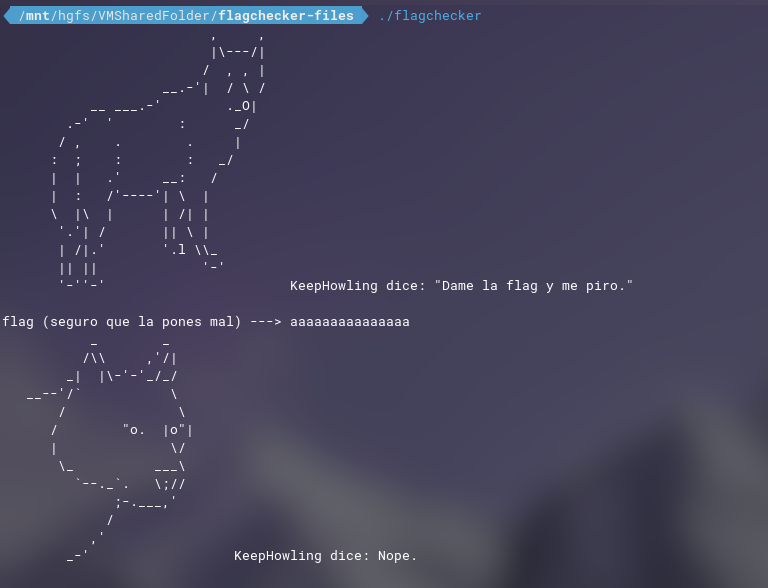 /mnt/hgfs/VMSharedFolder/flagchecker-files ./flagchecker
KeepHowling dice: "Dame la flag y me piro."
flag (seguro que la pones mal) ---> aaaaaaaaaaaaaaa
KeepHowling dice: Nope.